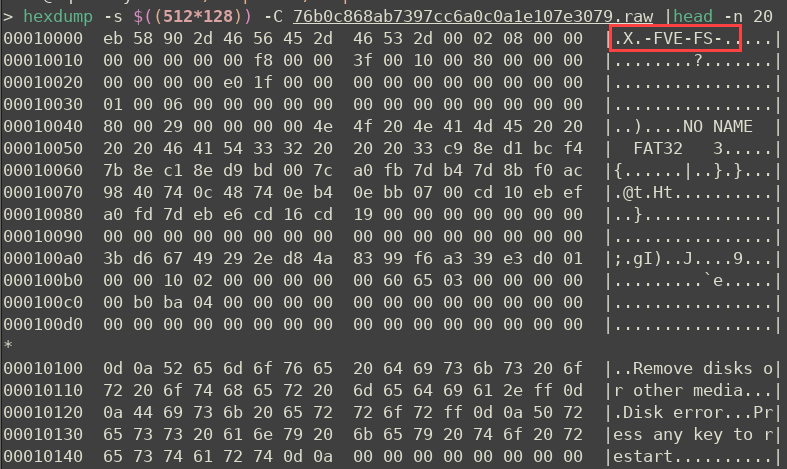 > hexdump -s $((512*128)) -C 76b0c868ab7397cc6a0c0a1e107e3079.raw |head -n 20
00010000  eb 58 90 2d 46 56 45 2d  46 53 2d 00 02 08 00 00  |.X.-FVE-FS-.....|
00010010  00 00 00 00 00 f8 00 00  3f 00 10 00 80 00 00 00  |........?.......|
00010020  00 00 00 00 e0 1f 00 00  00 00 00 00 00 00 00 00  |................|
00010030  01 00 06 00 00 00 00 00  00 00 00 00 00 00 00 00  |................|
00010040  80 00 29 00 00 00 00 4e  4f 20 4e 41 4d 45 20 20  |..)....NO NAME  |
00010050  20 20 46 41 54 33 32 20  20 20 33 c9 8e d1 bc f4  |  FAT32   3.....|
00010060  7b 8e c1 8e d9 bd 00 7c  a0 fb 7d b4 7d 8b f0 ac  |{......|..}.}...|
00010070  98 40 74 0c 48 74 0e b4  0e bb 07 00 cd 10 eb ef  |.@t.Ht..........|
00010080  a0 fd 7d eb e6 cd 16 cd  19 00 00 00 00 00 00 00  |..}.............|
00010090  00 00 00 00 00 00 00 00  00 00 00 00 00 00 00 00  |................|
000100a0  3b d6 67 49 29 2e d8 4a  83 99 f6 a3 39 e3 d0 01  |;.gI)..J....9...|
000100b0  00 00 10 02 00 00 00 00  00 60 65 03 00 00 00 00  |.........`e.....|
000100c0  00 b0 ba 04 00 00 00 00  00 00 00 00 00 00 00 00  |................|
000100d0  00 00 00 00 00 00 00 00  00 00 00 00 00 00 00 00  |................|
*
00010100  0d 0a 52 65 6d 6f 76 65  20 64 69 73 6b 73 20 6f  |..Remove disks o|
00010110  72 20 6f 74 68 65 72 20  6d 65 64 69 61 2e ff 0d  |r other media...|
00010120  0a 44 69 73 6b 20 65 72  72 6f 72 ff 0d 0a 50 72  |.Disk error...Pr|
00010130  65 73 73 20 61 6e 79 20  6b 65 79 20 74 6f 20 72  |ess any key to r|
00010140  65 73 74 61 72 74 0d 0a  00 00 00 00 00 00 00 00  |estart..........|